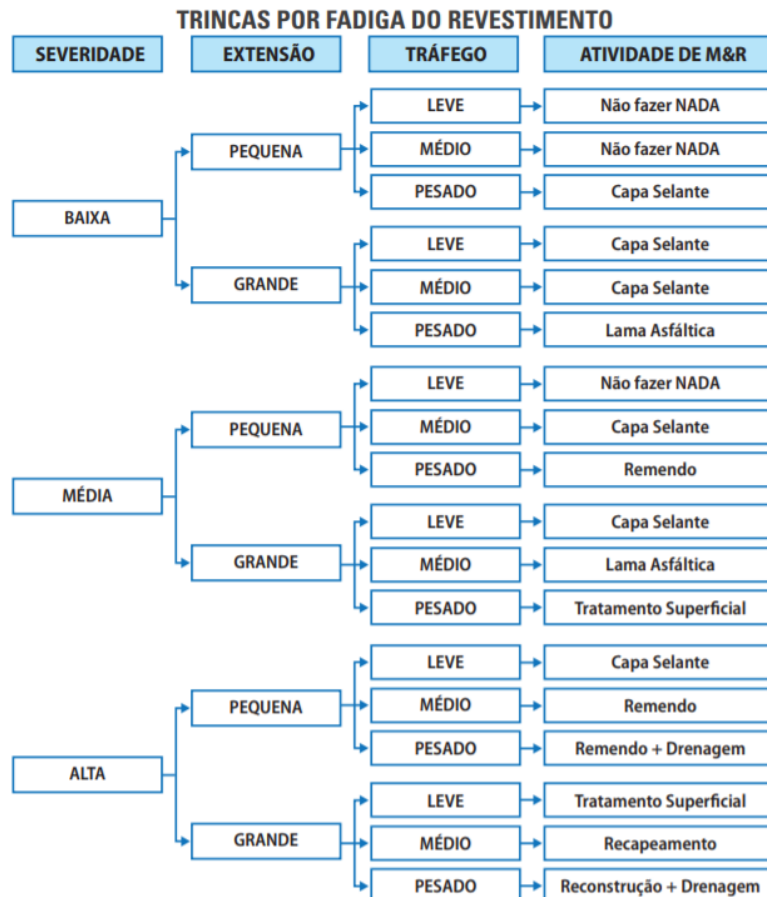 TRINCAS POR FADIGA DO REVESTIMENTO
SEVERIDADE EXTENSÃO TRÁFEGO ATIVIDADE DE M&R
LEVE Não fazer NADA
PEQUENA MÉDIO Não fazer NADA
PESADO Capa Selante
BAIXA
LEVE Capa Selante
GRANDE MÉDIO Capa Selante
PESADO Lama Asfáltica
LEVE Não fazer NADA
PEQUENA MÉDIO Capa Selante
PESADO Remendo
MÉDIA
LEVE Capa Selante
GRANDE MÉDIO Lama Asfáltica
PESADO Tratamento Superficial
LEVE Capa Selante
PEQUENA MÉDIO Remendo
PESADO Remendo + Drenagem
ALTA
LEVE Tratamento Superficial
GRANDE MÉDIO Recapeamento
PESADO Reconstrução + Drenagem